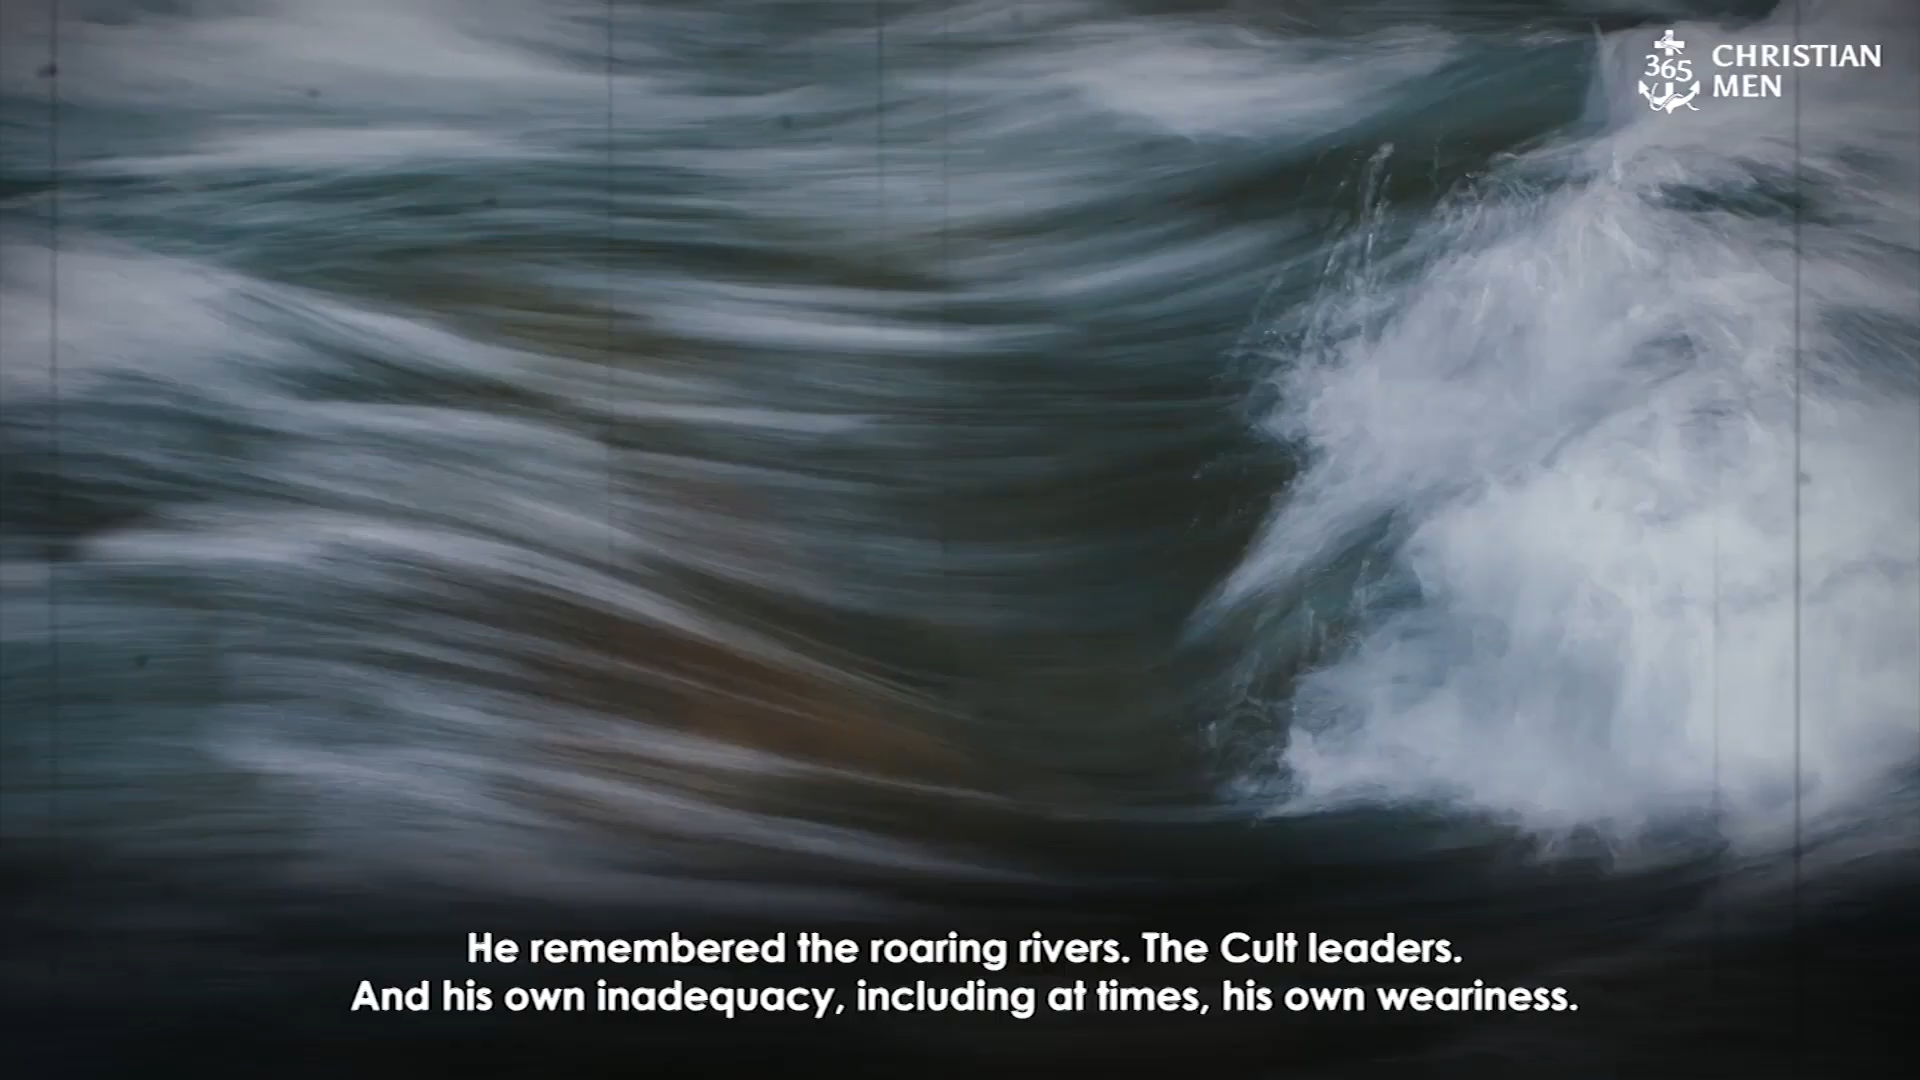 365
CHRISTIAN
MEN
He remembered the roaring rivers. The Cult leaders.
And his own inadequacy, including at times, his own weariness.